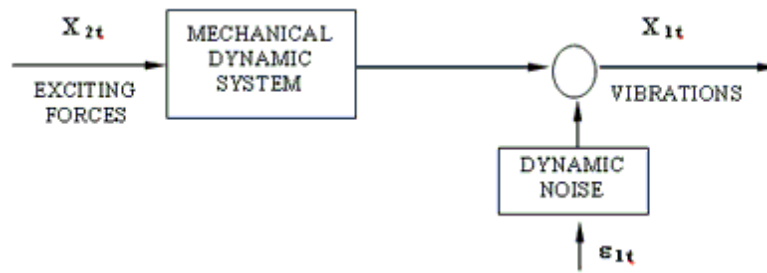 X2t
MECHANICAL
DYNAMIC
SYSTEM
X1t
EXCITING
FORCES
VIBRATIONS
DYNAMIC
NOISE
ε1t